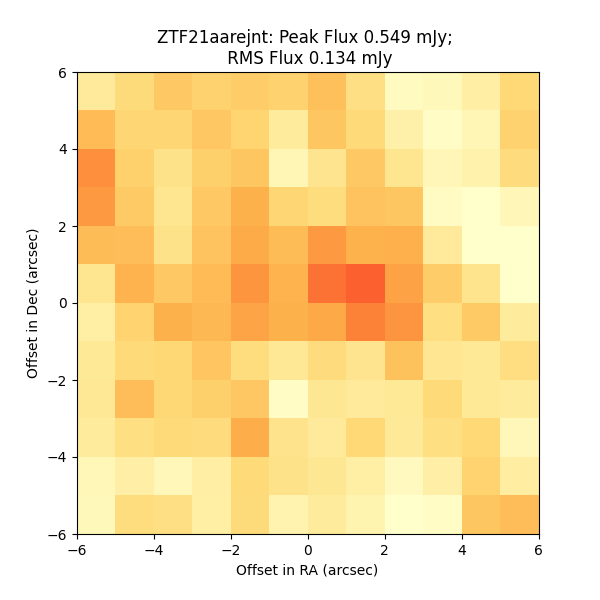 ZTF21aarejnt: Peak Flux 0.549 mJy;
RMS Flux 0.134 mJy
6
4
2
0
−2
−4
−6
Offset in Dec (arcsec)
−6 −4 −2 0 2 4 6
Offset in RA (arcsec)